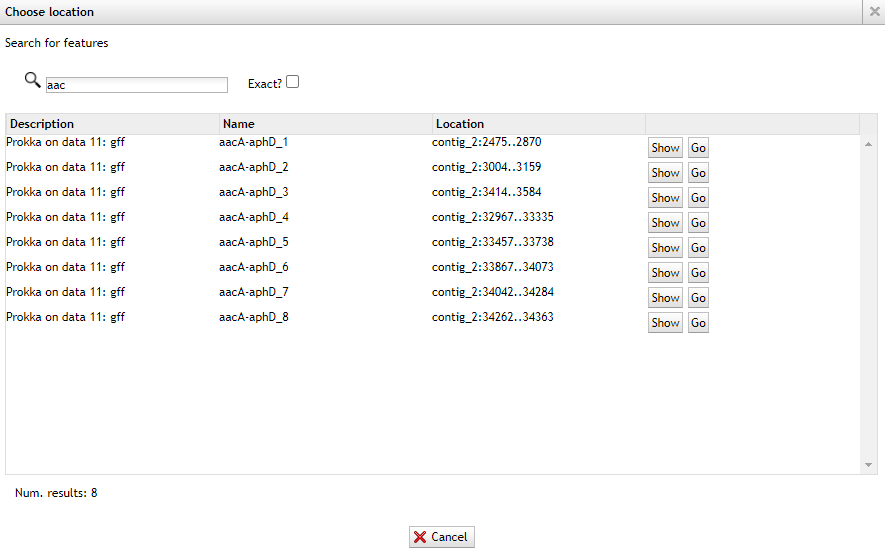 Choose location
Search for features
aac Exact?
Description Name Location
Prokka on data 11: gff aacA-aphD_1 contig_2:2475..2870 Show Go
Prokka on data 11: gff aacA-aphD_2 contig_2:3004..3159 Show Go
Prokka on data 11: gff aacA-aphD_3 contig_2:3414..3584 Show Go
Prokka on data 11: gff aacA-aphD_4 contig_2:32967..33335 Show Go
Prokka on data 11: gff aacA-aphD_5 contig_2:33457..33738 Show Go
Prokka on data 11: gff aacA-aphD_6 contig_2:33867..34073 Show Go
Prokka on data 11: gff aacA-aphD_7 contig_2:34042..34284 Show Go
Prokka on data 11: gff aacA-aphD_8 contig_2:34262..34363 Show Go
Num. results: 8
Cancel